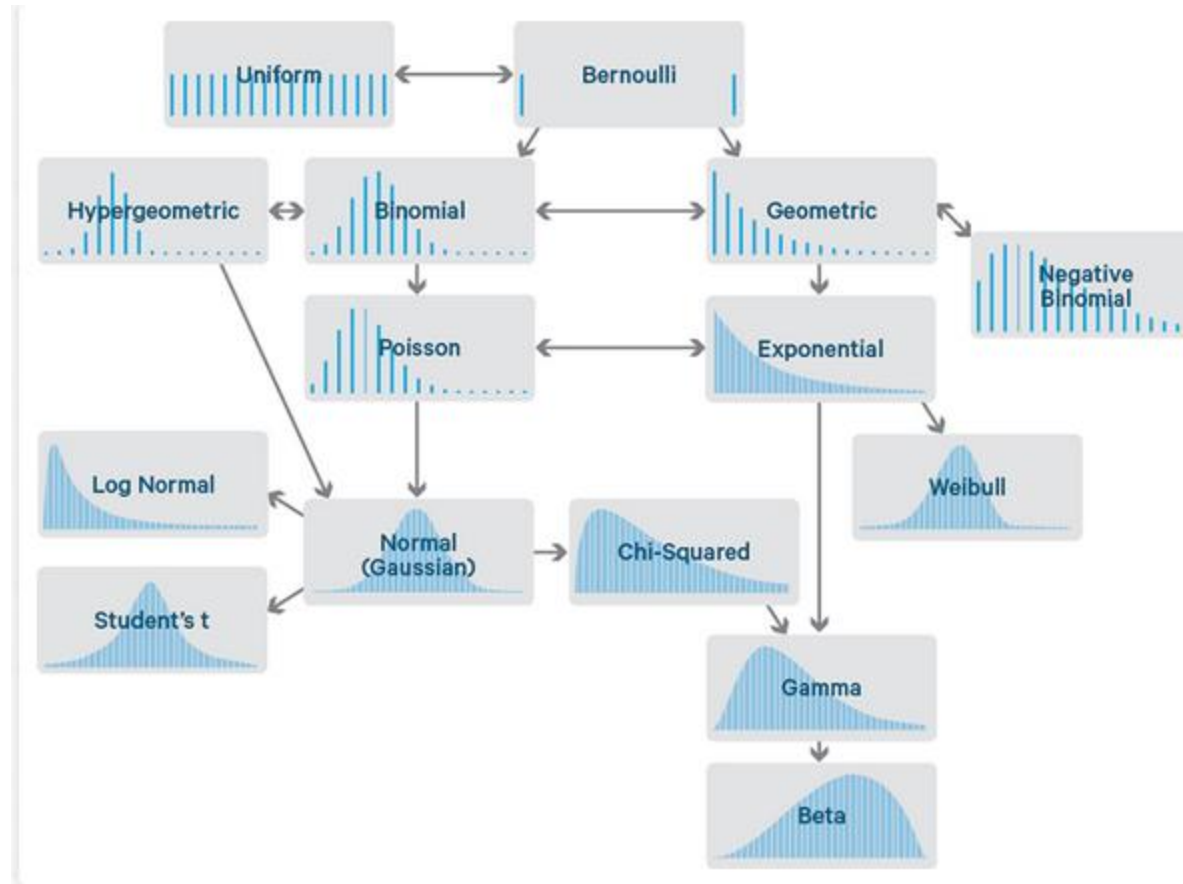 Uniform
Bernoulli
Hypergeometric
Binomial
Geometric
Negative
Binomial
Poisson
Exponential
Log Normal
Weibull
Normal
(Gaussian)
Chi-Squared
Student's t
Gamma
Beta